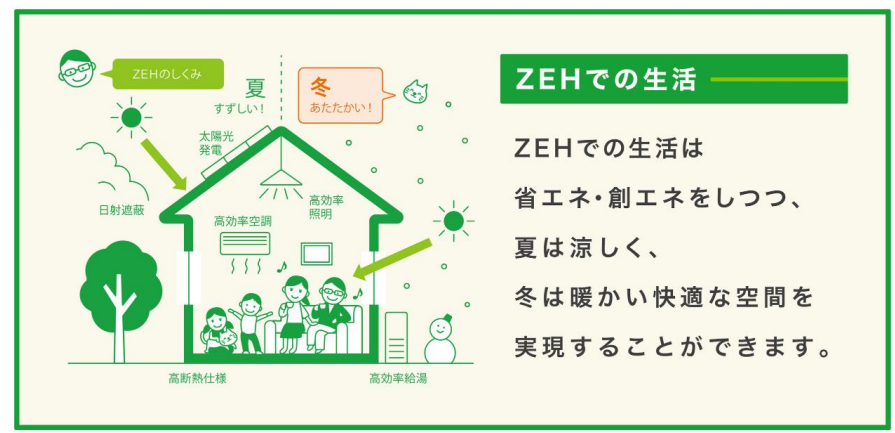 ZEHのしくみ
夏
すずしい!
冬
あたたかい!
太陽光
発電
日射遮蔽
高効率空調
高効率
照明
高断熱仕様
高効率給湯
ZEHでの生活
ZEHでの生活は
省エネ・創エネをしつつ、
夏は涼しく、
冬は暖かい快適な空間を
実現することができます。